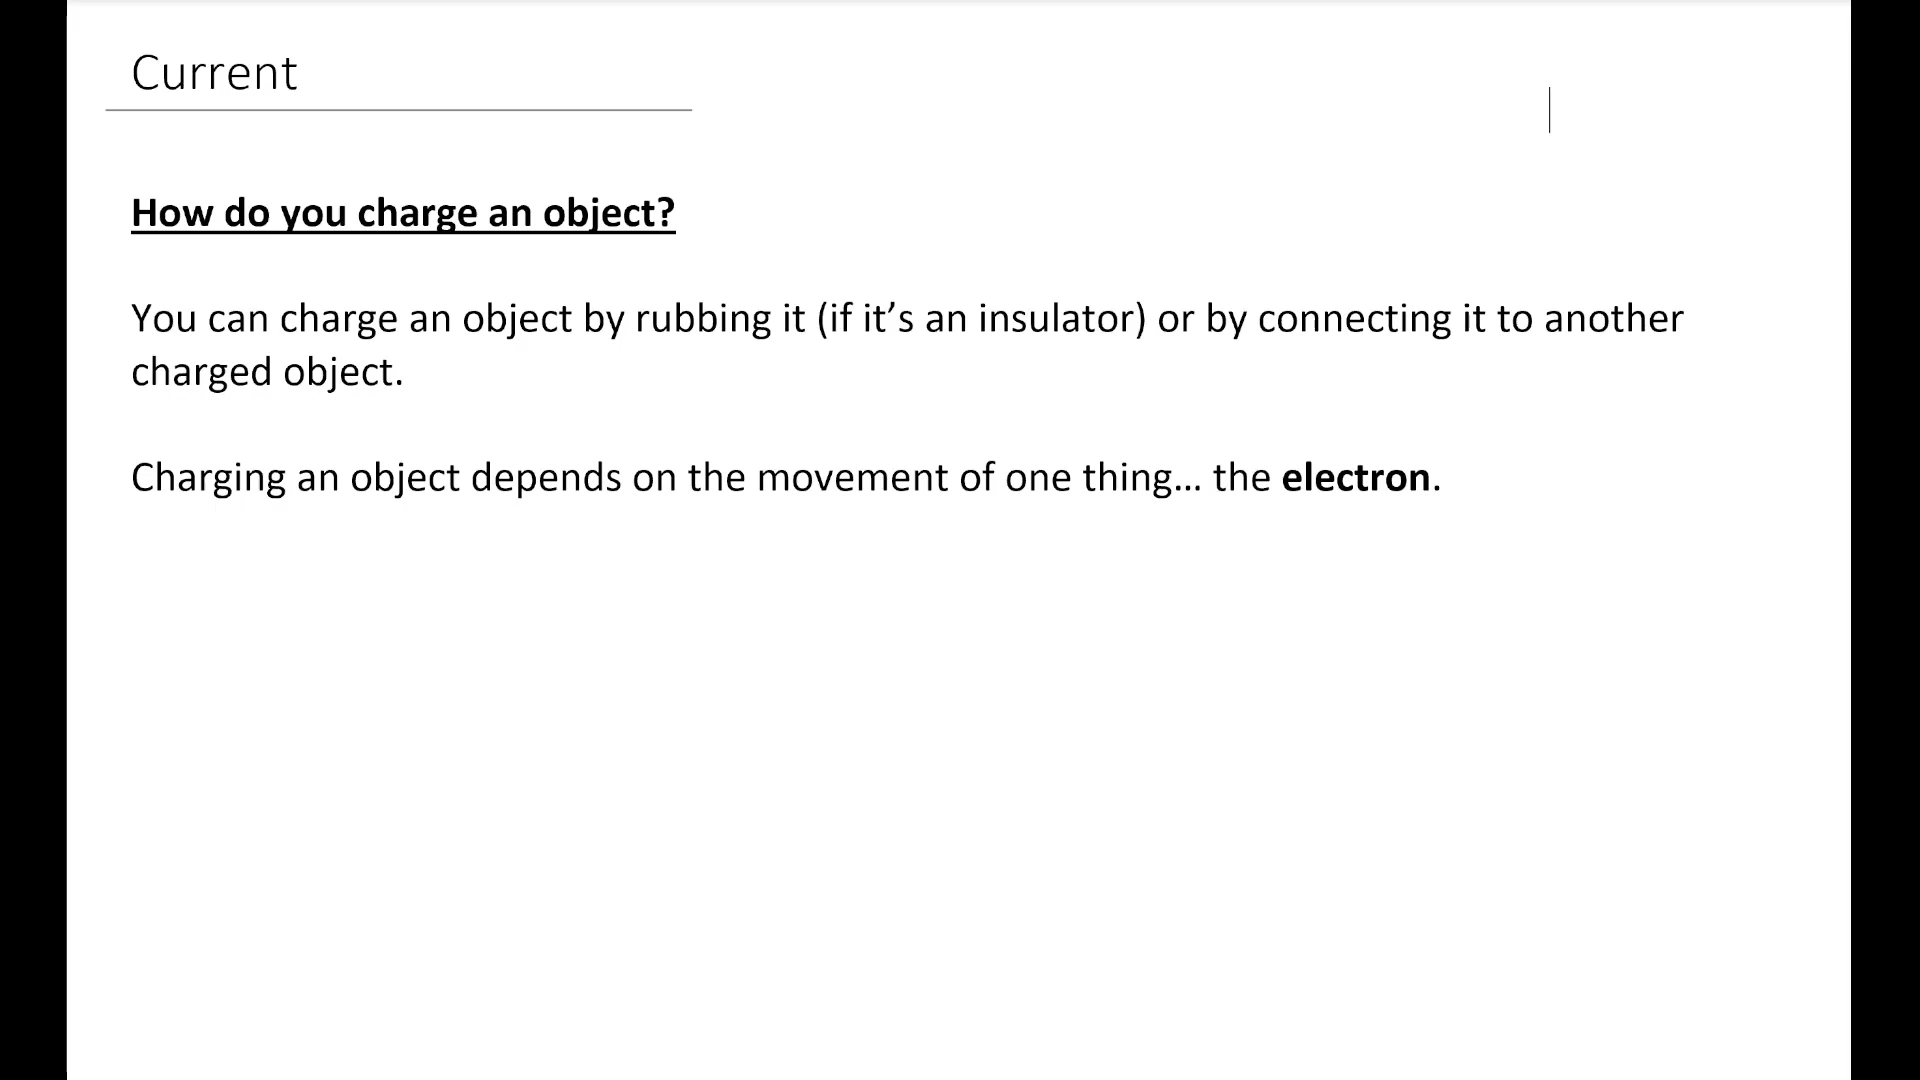 Current
How do you charge an object?
You can charge an object by rubbing it (if it’s an insulator) or by connecting it to another
charged object.
Charging an object depends on the movement of one thing… the electron.